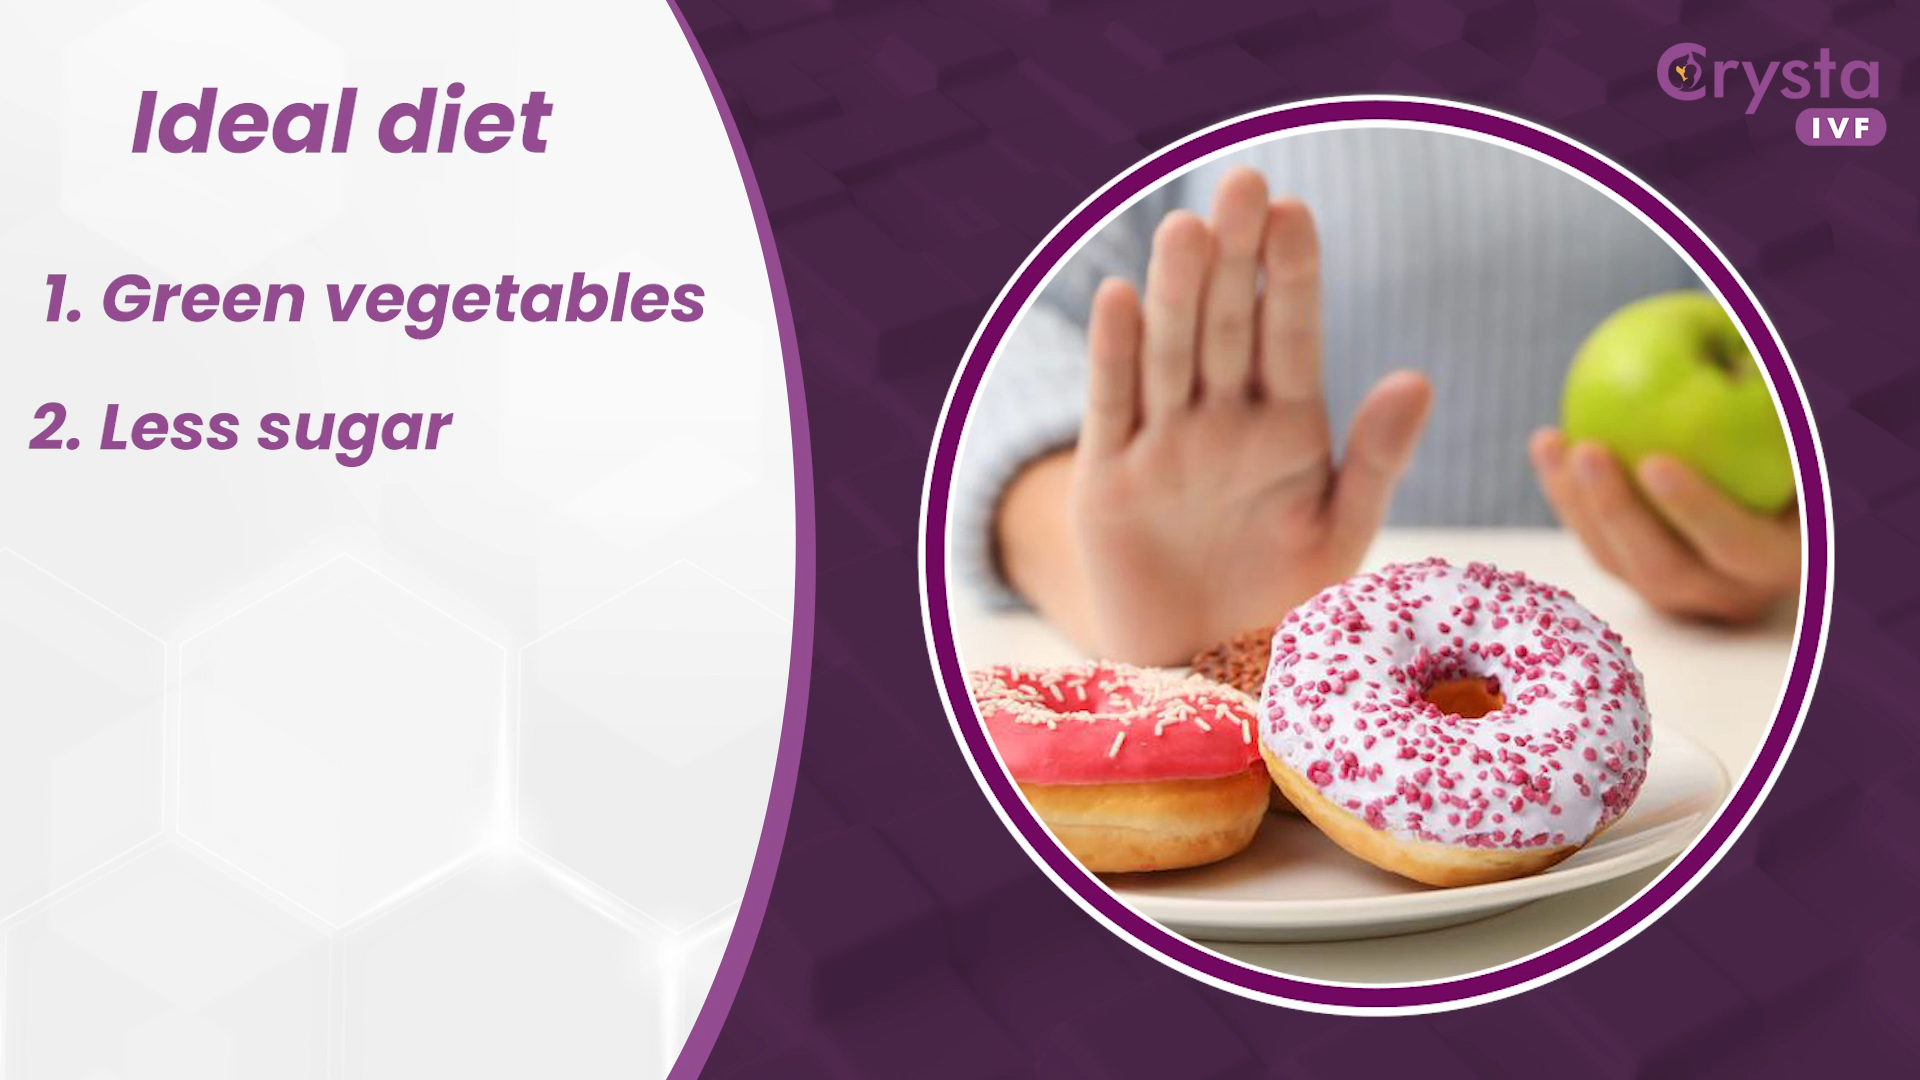 Ideal diet
1. Green vegetables
2. Less sugar
Crysta
IVF